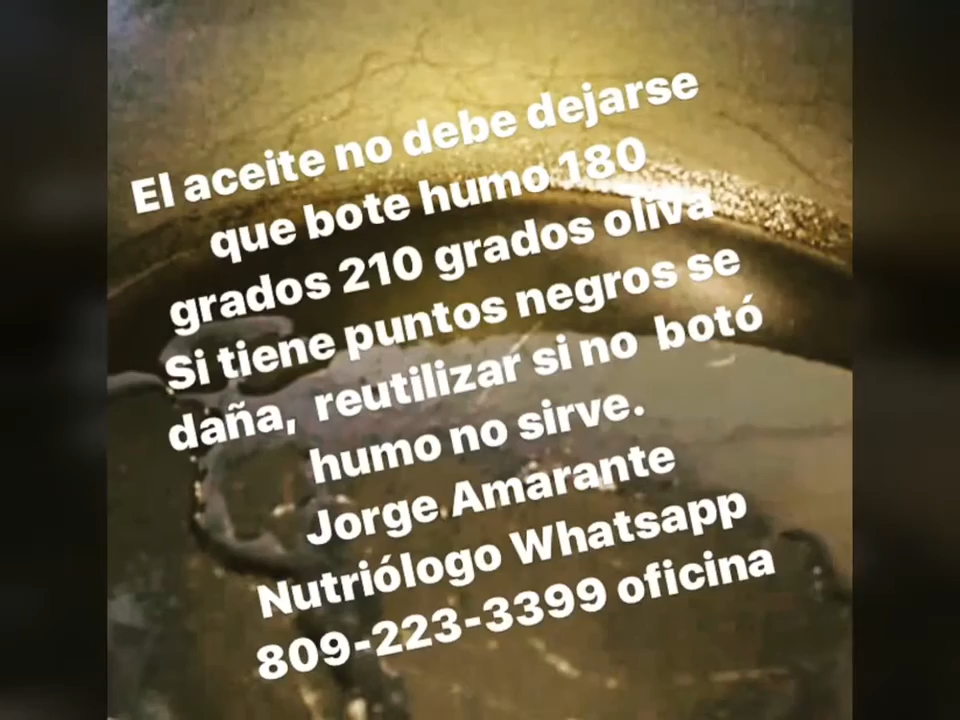 El aceite no debe dejarse
que bote humo 180
grados 210 grados oliva
Si tiene puntos negros se
daña, reutilizar si no botó
humo no sirve.
Jorge Amarante
Nutriólogo Whatsapp
809-223-3399 oficina